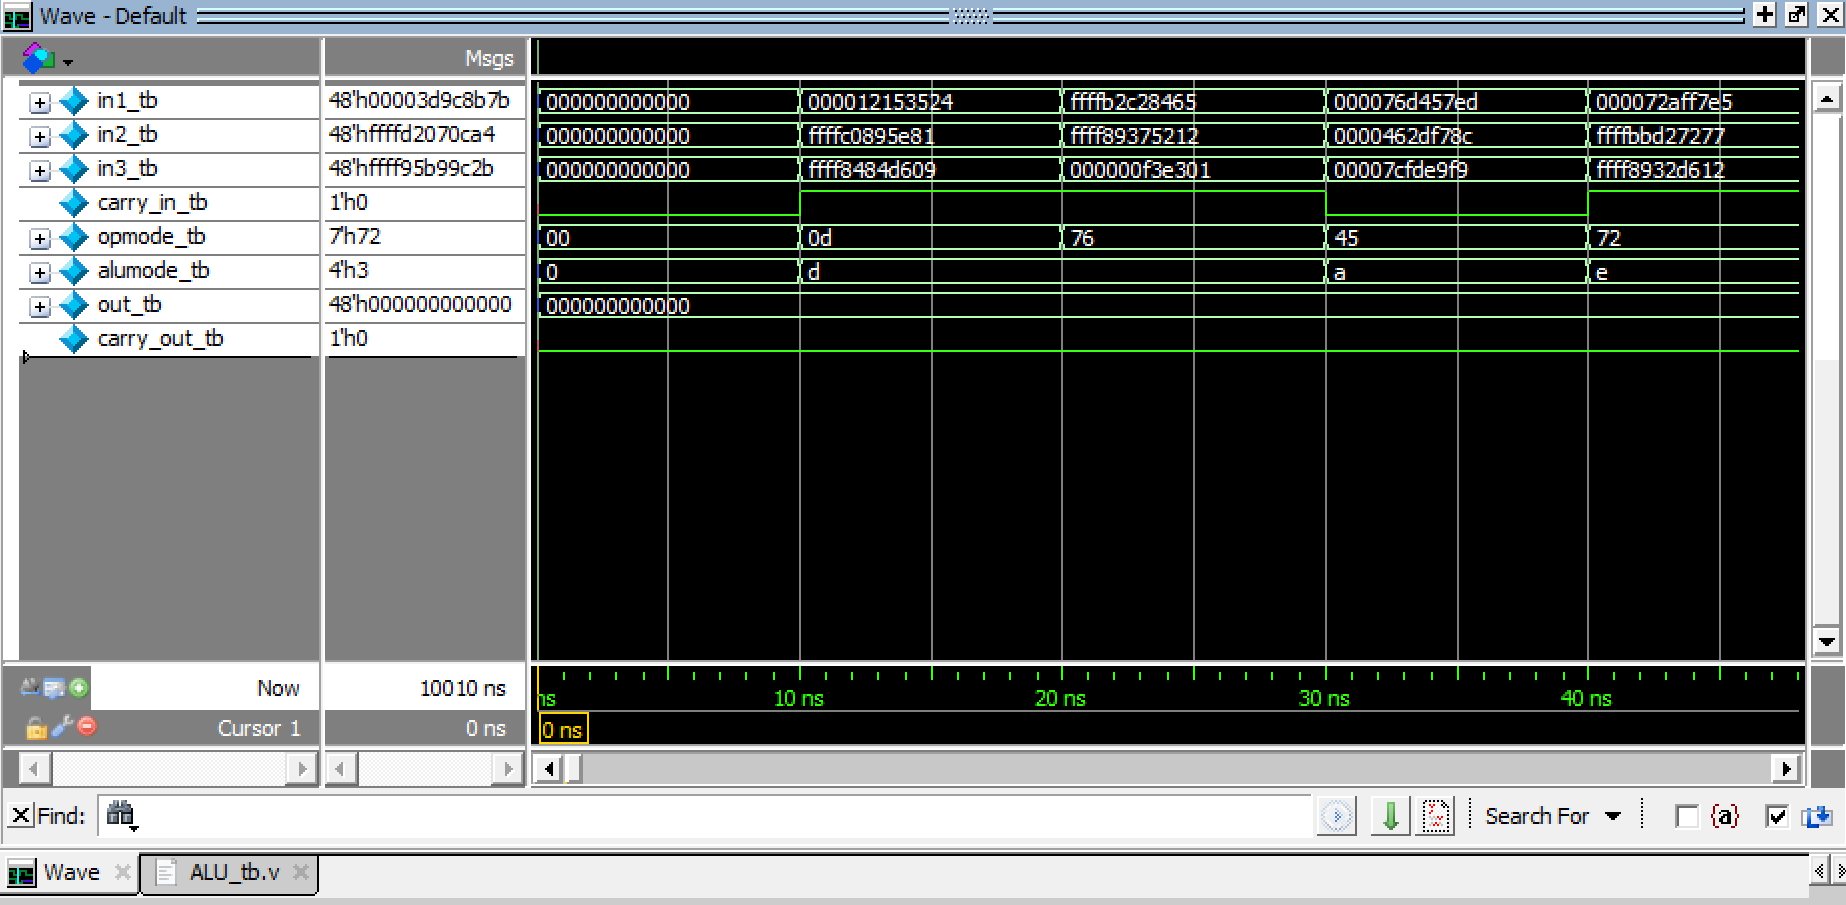 Wave - Default
Msgs
in1_tb 48'h00003d9c8b7b 000000000000 000012153524 ffffb2c28465 000076d457ed 000072aff7e5
in2_tb 48'hffffd2070ca4 000000000000 ffffc0895e81 ffff89375212 0000462df78c ffffbbd27277
in3_tb 48'hffff95b99c2b 000000000000 ffff8484d609 000000f3e301 00007cfde9f9 ffff8932d612
carry_in_tb 1'h0
opmode_tb 7'h72 00 0d 76 45 72
alumode_tb 4'h3 0 d a e
out_tb 48'h000000000000 000000000000
carry_out_tb 1'h0
Now 10010 ns ns 10 ns 20 ns 30 ns 40 ns
Cursor 1 0 ns 0 ns
Find: Search For {a}
Wave ALU_tb.v